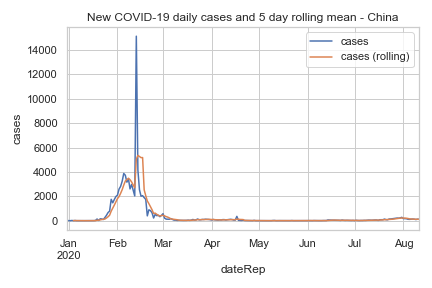 New COVID-19 daily cases and 5 day rolling mean - China
cases
cases (rolling)
14000
12000
10000
8000
6000
4000
2000
0
cases
Jan Feb Mar Apr May Jun Jul Aug
2020
dateRep